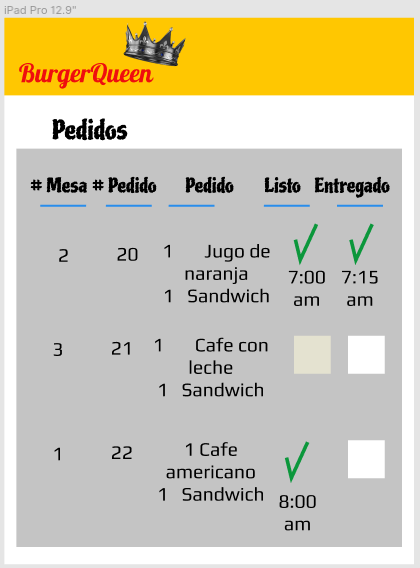 iPad Pro 12.9"
BurgerQueen
Pedidos
# Mesa # Pedido Pedido Listo Entregado
2 20 1 Jugo de
naranja
1 Sandwich
7:00 7:15
am am
3 21 1 Cafe con
leche
1 Sandwich
1 22 1 Cafe
americano
1 Sandwich
8:00
am